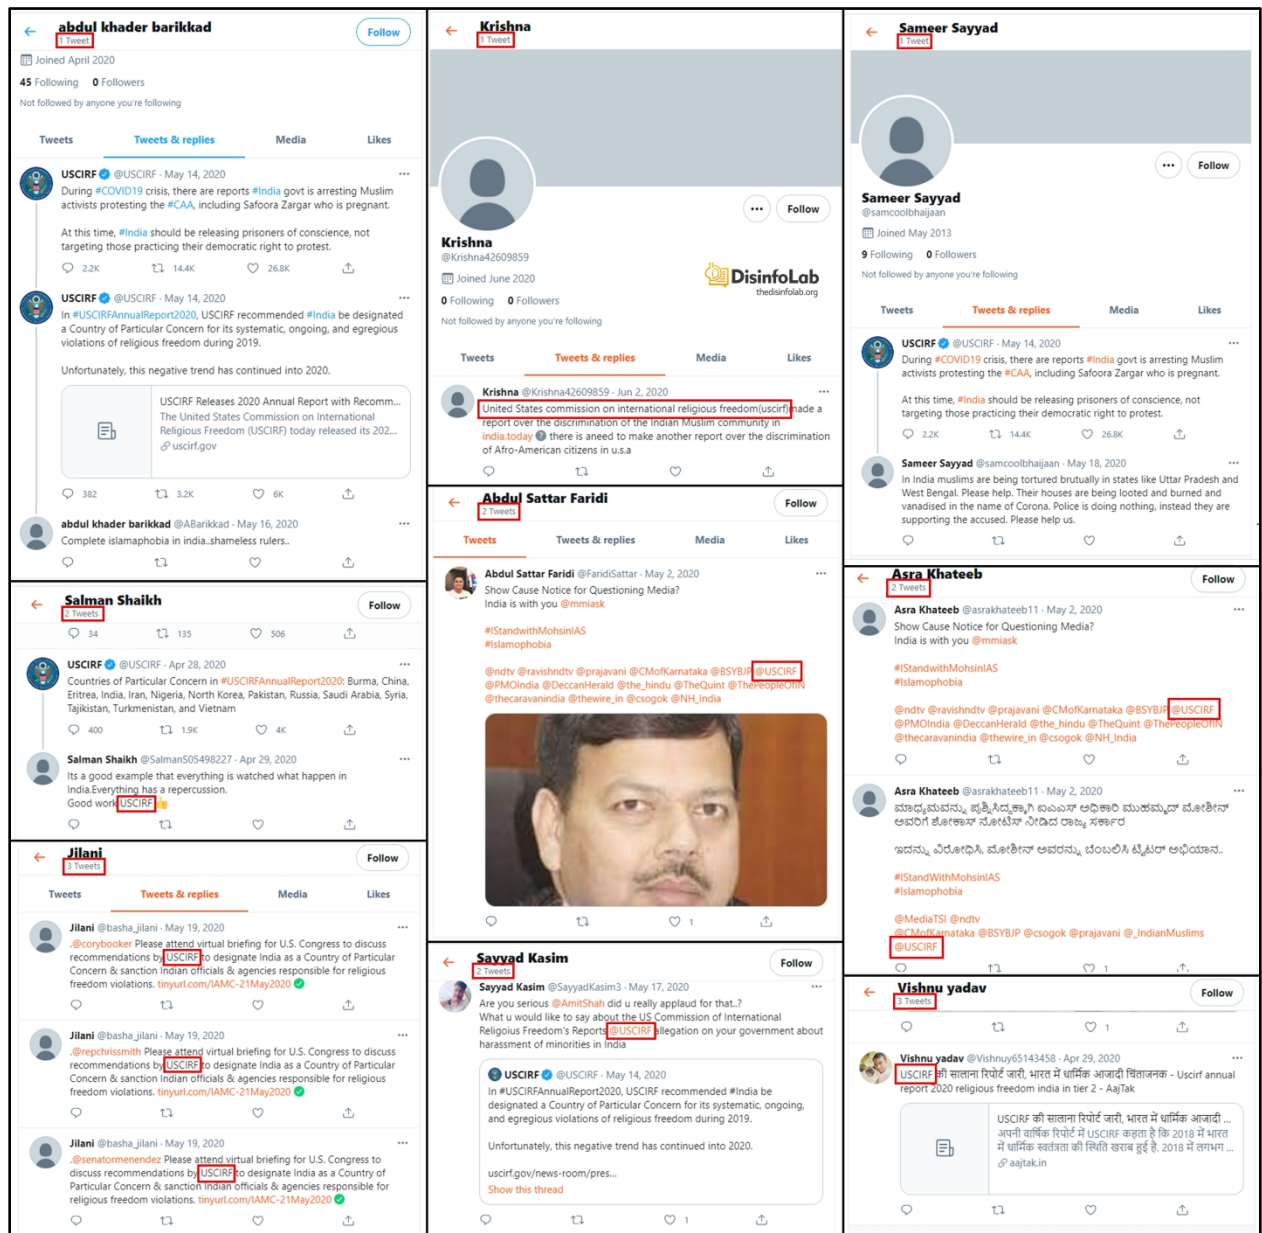 abdul khader barikkad
1 Tweet
Follow
Joined April 2020
45 Following 0 Followers
Not followed by anyone you're following
Tweets Tweets & replies Media Likes
USCIRF @USCIRF · May 14, 2020
During #COVID19 crisis, there are reports #India govt is arresting Muslim
activists protesting the #CAA, including Safoora Zargar who is pregnant.
At this time, #India should be releasing prisoners of conscience, not
targeting those practicing their democratic right to protest.
2.2K 14.4K 26.8K
USCIRF @USCIRF · May 14, 2020
In #USCIRFAnnualReport2020, USCIRF recommended #India be designated
a Country of Particular Concern for its systematic, ongoing, and egregious
violations of religious freedom during 2019.
Unfortunately, this negative trend has continued into 2020.
USCIRF Releases 2020 Annual Report with Recomm...
The United States Commission on International
Religious Freedom (USCIRF) today released its 202...
uscirf.gov
382 3.2K 6K
abdul khader barikkad @ABarikkad · May 16, 2020
Complete islamaphobia in india..shameless rulers..
Salman Shaikh
2 Tweets
Follow
34 135 506
USCIRF @USCIRF · Apr 28, 2020
Countries of Particular Concern in #USCIRFAnnualReport2020: Burma, China,
Eritrea, India, Iran, Nigeria, North Korea, Pakistan, Russia, Saudi Arabia, Syria,
Tajikistan, Turkmenistan, and Vietnam
400 1.9K 4K
Salman Shaikh @SalmanS05498227 · Apr 29, 2020
Its a good example that everything is watched what happen in
India.Everything has a repercussion.
Good work USCIRF
Jilani
3 Tweets
Follow
Tweets Tweets & replies Media Likes
Jilani @basha_jilani · May 19, 2020
.@corybooker Please attend virtual briefing for U.S. Congress to discuss
recommendations by USCIRF to designate India as a Country of Particular
Concern & sanction Indian officials & agencies responsible for religious
freedom violations. tinyurl.com/IAMC-21May2020
Jilani @basha_jilani · May 19, 2020
.@repchrissmith Please attend virtual briefing for U.S. Congress to discuss
recommendations by USCIRF to designate India as a Country of Particular
Concern & sanction Indian officials & agencies responsible for religious
freedom violations. tinyurl.com/IAMC-21May2020
Jilani @basha_jilani · May 19, 2020
.@senatormenendez Please attend virtual briefing for U.S. Congress to
discuss recommendations by USCIRF to designate India as a Country of
Particular Concern & sanction Indian officials & agencies responsible for
religious freedom violations. tinyurl.com/IAMC-21May2020
Krishna
1 Tweet
Follow
Krishna
@Krishna42609859
Joined June 2020
0 Following 0 Followers
Not followed by anyone you're following
DisinfoLab
thedisinfolab.org
Tweets Tweets & replies Media Likes
Krishna @Krishna42609859 · Jun 2, 2020
United States commission on international religious freedom(uscirf)made a
report over the discrimination of the Indian Muslim community in
india.today there is aneed to make another report over the discrimination
of Afro-American citizens in u.s.a
Abdul Sattar Faridi
2 Tweets
Follow
Tweets Tweets & replies Media Likes
Abdul Sattar Faridi @FaridiSattar · May 2, 2020
Show Cause Notice for Questioning Media?
India is with you @mmiask
#IStandwithMohsinIAS
#Islamophobia
@ndtv @ravishndtv @prajavani @CMofKarnataka @BSYBJP @USCIRF
@PMOIndia @DeccanHerald @the_hindu @TheQuint @ThePeopleOfIN
@thecaravanindia @thewire_in @csogok @NH_India
1
Sayyad Kasim
2 Tweets
Follow
Sayyad Kasim @SayyadKasim3 · May 17, 2020
Are you serious @AmitShah did u really applaud for that..?
What u would like to say about the US Commission of International
Religoius Freedom's Reports @USCIRF allegation on your government about
harassment of minorities in India
USCIRF @USCIRF · May 14, 2020
In #USCIRFAnnualReport2020, USCIRF recommended #India be
designated a Country of Particular Concern for its systematic, ongoing,
and egregious violations of religious freedom during 2019.
Unfortunately, this negative trend has continued into 2020.
uscirf.gov/news-room/pres...
Show this thread
1
Sameer Sayyad
1 Tweet
Follow
Sameer Sayyad
@samcoolbhaijaan
Joined May 2013
9 Following 0 Followers
Not followed by anyone you're following
Tweets Tweets & replies Media Likes
USCIRF @USCIRF · May 14, 2020
During #COVID19 crisis, there are reports #India govt is arresting Muslim
activists protesting the #CAA, including Safoora Zargar who is pregnant.
At this time, #India should be releasing prisoners of conscience, not
targeting those practicing their democratic right to protest.
2.2K 14.4K 26.8K
Sameer Sayyad @samcoolbhaijaan · May 18, 2020
In India muslims are being tortured brutually in states like Uttar Pradesh and
West Bengal. Please help. Their houses are being looted and burned and
vanadised in the name of Corona. Police is doing nothing, instead they are
supporting the accused. Please help us.
Asra Khateeb
2 Tweets
Follow
Asra Khateeb @asrakhateeb11 · May 2, 2020
Show Cause Notice for Questioning Media?
India is with you @mmiask
#IStandwithMohsinIAS
#Islamophobia
@ndtv @ravishndtv @prajavani @CMofKarnataka @BSYBJP @USCIRF
@PMOIndia @DeccanHerald @the_hindu @TheQuint @ThePeopleOfIN
@thecaravanindia @thewire_in @csogok @NH_India
Asra Khateeb @asrakhateeb11 · May 2, 2020
ಮಾಧ್ಯಮವನ್ನು ಪ್ರಶ್ನಿಸಿದ್ದಕ್ಕಾಗಿ ಐಎಎಸ್ ಅಧಿಕಾರಿ ಮುಹಮ್ಮದ್ ಮೋಹ್ಸಿನ್
ಅವರಿಗೆ ಶೋಕಾಸ್ ನೋಟಿಸ್ ನೀಡಿದ ರಾಜ್ಯ ಸರ್ಕಾರ
ಇದನ್ನು ವಿರೋಧಿಸಿ, ಮೋಹ್ಸಿನ್ ಅವರನ್ನು ಬೆಂಬಲಿಸಿ ಟ್ವಿಟರ್ ಅಭಿಯಾನ..
#IStandWithMohsinIAS
#Islamophobia
@MediaTSI @ndtv
@CMofKarnataka @BSYBJP @csogok @prajavani @_IndianMuslims
@USCIRF
1
Vishnu yadav
3 Tweets
Follow
1
Vishnu yadav @Vishnuy65143458 · Apr 29, 2020
USCIRF की सालाना रिपोर्ट जारी, भारत में धार्मिक आजादी चिंताजनक - Uscirf annual
report 2020 religious freedom india in tier 2 - AajTak
USCIRF की सालाना रिपोर्ट जारी, भारत में धार्मिक आजादी ...
अपनी वार्षिक रिपोर्ट में USCIRF कहता है कि 2018 में भारत
में धार्मिक स्वतंत्रता की स्थिति खराब हुई है. 2018 में लगभग ...
aajtak.in